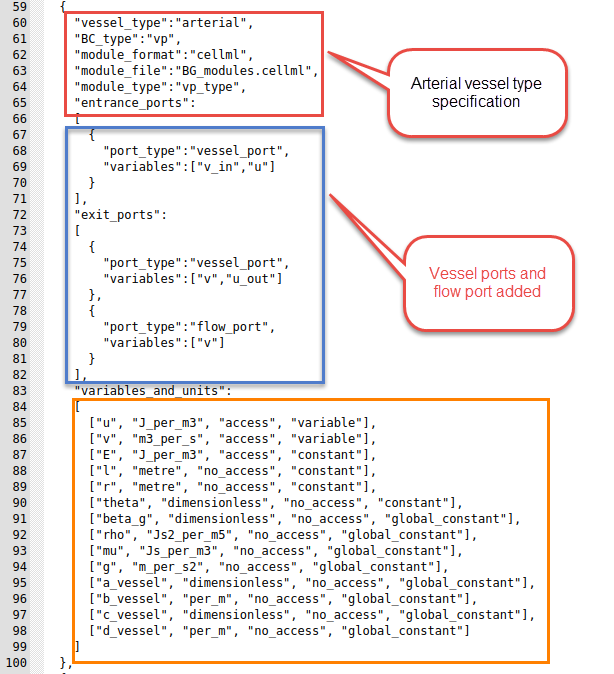 59 {
60 "vessel_type":"arterial",
61 "BC_type":"vp",
62 "module_format":"cellml",
63 "module_file":"BG_modules.cellml",
64 "module_type":"vp_type",
65 "entrance_ports":
66 [
67 {
68 "port_type":"vessel_port",
69 "variables":["v_in","u"]
70 }
71 ],
72 "exit_ports":
73 [
74 {
75 "port_type":"vessel_port",
76 "variables":["v","u_out"]
77 },
78 {
79 "port_type":"flow_port",
80 "variables":["v"]
81 }
82 ],
83 "variables_and_units":
84 [
85 ["u", "J_per_m3", "access", "variable"],
86 ["v", "m3_per_s", "access", "variable"],
87 ["E", "J_per_m3", "access", "constant"],
88 ["l", "metre", "no_access", "constant"],
89 ["r", "metre", "no_access", "constant"],
90 ["theta", "dimensionless", "no_access", "constant"],
91 ["beta_g", "dimensionless", "no_access", "global_constant"],
92 ["rho", "Js2_per_m5", "no_access", "global_constant"],
93 ["mu", "Js_per_m3", "no_access", "global_constant"],
94 ["g", "m_per_s2", "no_access", "global_constant"],
95 ["a_vessel", "dimensionless", "no_access", "global_constant"],
96 ["b_vessel", "per_m", "no_access", "global_constant"],
97 ["c_vessel", "dimensionless", "no_access", "global_constant"],
98 ["d_vessel", "per_m", "no_access", "global_constant"]
99 ]
100 },
Arterial vessel type
specification
Vessel ports and
flow port added